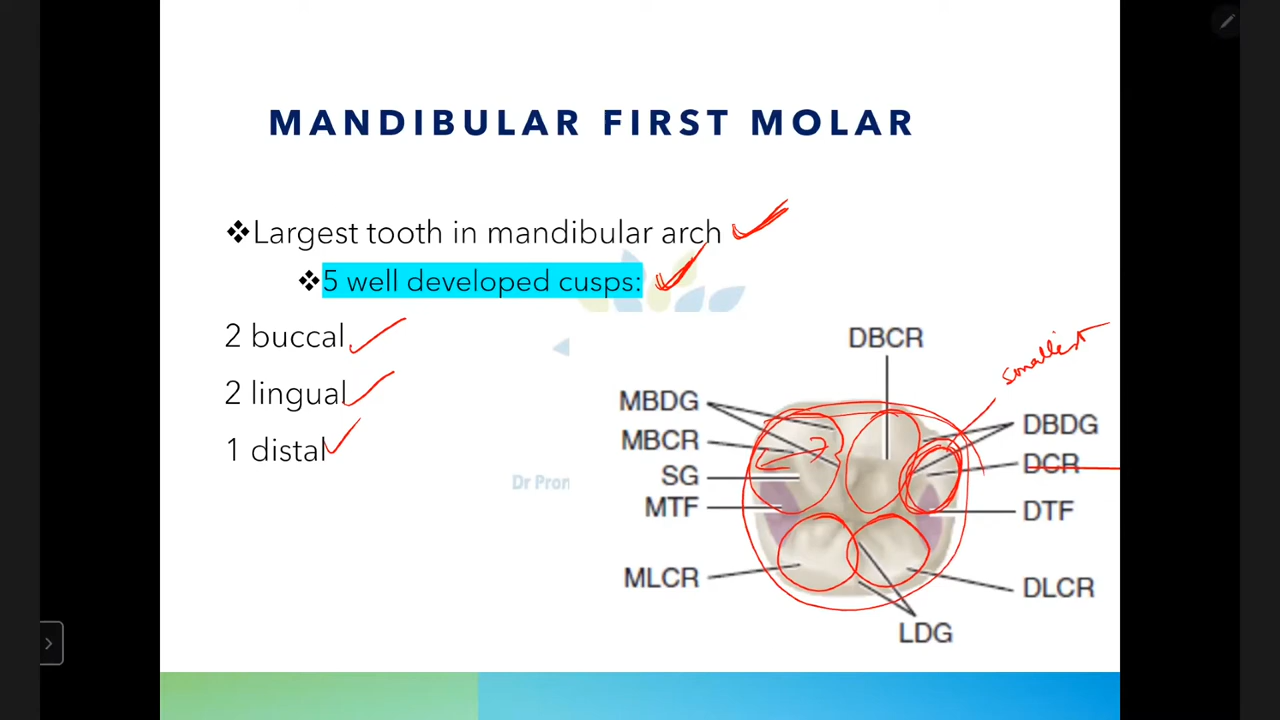 MANDIBULAR FIRST MOLAR
❖Largest tooth in mandibular arch
❖5 well developed cusps:
2 buccal
2 lingual
1 distal
smallest
DBCR
MBDG
MBCR
SG
MTF
MLCR
DBDG
DCR
DTF
DLCR
LDG
Dr Pron